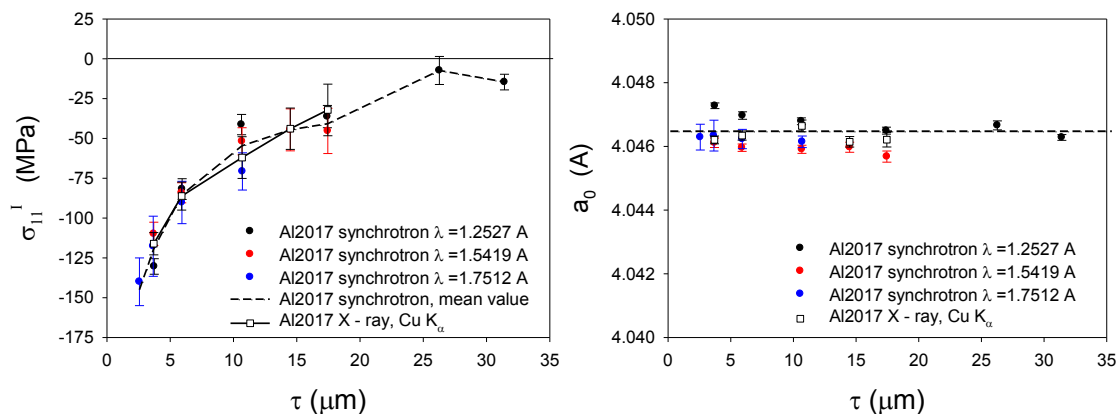 25
0
-25
-50
-75
-100
-125
-150
-175
σ₁₁ᴵ (MPa)
0 5 10 15 20 25 30 35
τ (μm)
Al2017 synchrotron λ =1.2527 A
Al2017 synchrotron λ =1.5419 A
Al2017 synchrotron λ =1.7512 A
Al2017 synchrotron, mean value
Al2017 X - ray, Cu Kα
4.050
4.048
4.046
4.044
4.042
4.040
a₀ (A)
0 5 10 15 20 25 30 35
τ (μm)
Al2017 synchrotron λ =1.2527 A
Al2017 synchrotron λ =1.5419 A
Al2017 synchrotron λ =1.7512 A
Al2017 X - ray, Cu Kα